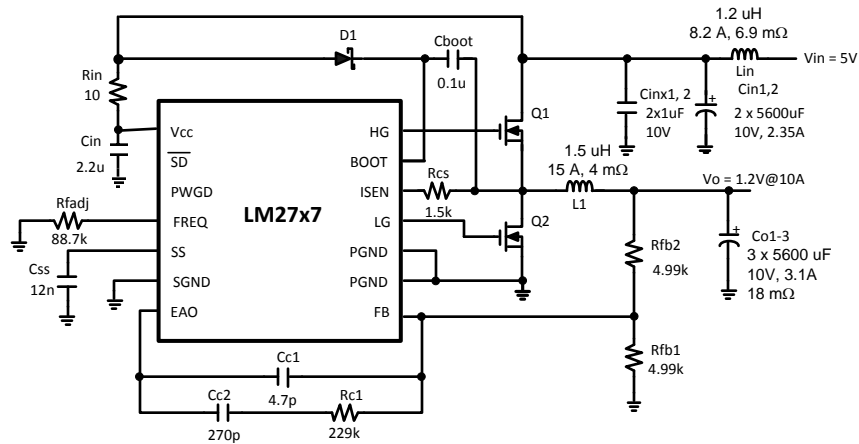 1.2 uH
8.2 A, 6.9 mΩ
D1
Cboot
0.1u
Lin
Vin = 5V
Rin
10
Cinx1, 2
2x1uF
10V
Cin1,2
2 x 5600uF
10V, 2.35A
Cin
2.2u
Vcc
SD
PWGD
FREQ
SS
SGND
EAO
LM27x7
HG
BOOT
ISEN
LG
PGND
PGND
FB
Q1
Rcs
1.5k
Q2
1.5 uH
15 A, 4 mΩ
L1
Vo = 1.2V@10A
Rfadj
88.7k
Css
12n
Rfb2
4.99k
Co1-3
3 x 5600 uF
10V, 3.1A
18 mΩ
Rfb1
4.99k
Cc1
4.7p
Cc2
270p
Rc1
229k